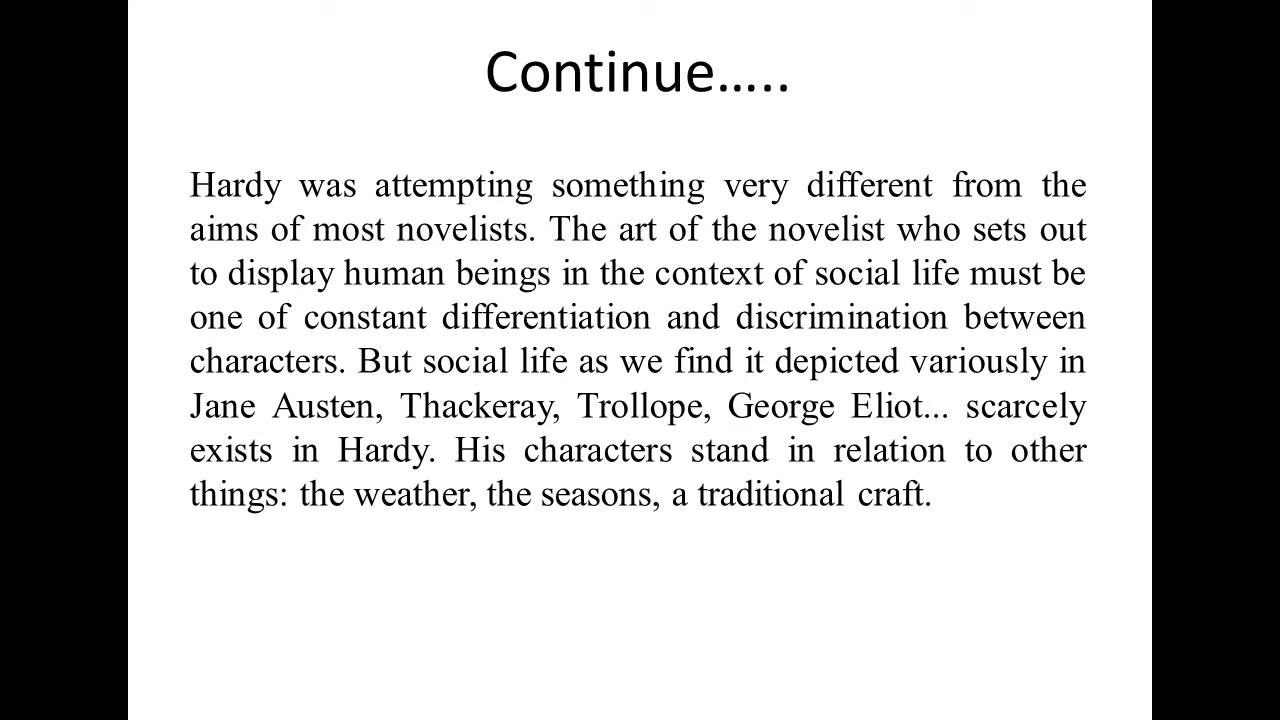 Continue…..
Hardy was attempting something very different from the
aims of most novelists. The art of the novelist who sets out
to display human beings in the context of social life must be
one of constant differentiation and discrimination between
characters. But social life as we find it depicted variously in
Jane Austen, Thackeray, Trollope, George Eliot... scarcely
exists in Hardy. His characters stand in relation to other
things: the weather, the seasons, a traditional craft.